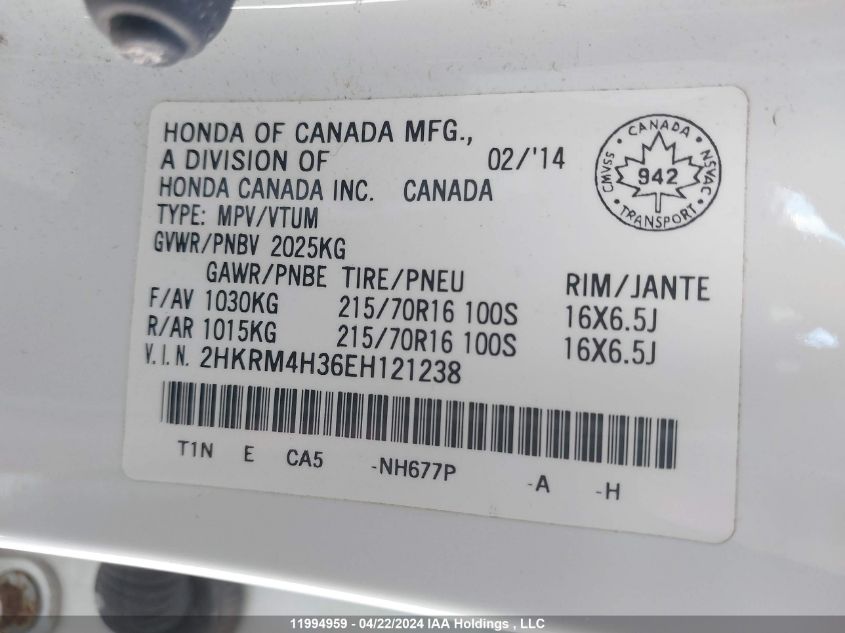 HONDA OF CANADA MFG.,
A DIVISION OF 02/'14
HONDA CANADA INC. CANADA
TYPE: MPV/VTUM
GVWR/PNBV 2025KG
GAWR/PNBE TIRE/PNEU RIM/JANTE
F/AV 1030KG 215/70R16 100S 16X6.5J
R/AR 1015KG 215/70R16 100S 16X6.5J
V.I.N. 2HKRM4H36EH121238
T1N E CA5 -NH677P -A -H
CANADA
CMVSS 942 NSVAC
TRANSPORT
11994959 - 04/22/2024 IAA Holdings , LLC